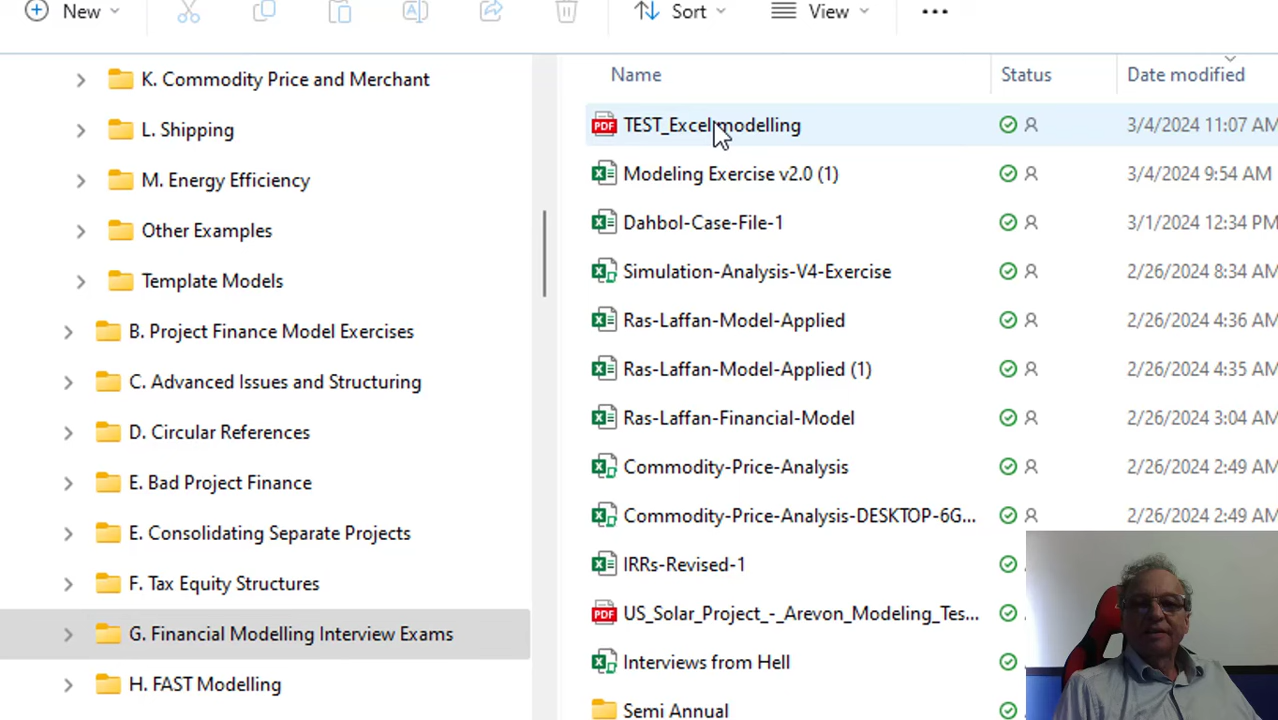 New
Sort
View
K. Commodity Price and Merchant
L. Shipping
M. Energy Efficiency
Other Examples
Template Models
B. Project Finance Model Exercises
C. Advanced Issues and Structuring
D. Circular References
E. Bad Project Finance
E. Consolidating Separate Projects
F. Tax Equity Structures
G. Financial Modelling Interview Exams
H. FAST Modelling
Name Status Date modified
PDF TEST_Excel modelling 3/4/2024 11:07 AM
Modeling Exercise v2.0 (1) 3/4/2024 9:54 AM
Dahbol-Case-File-1 3/1/2024 12:34 PM
Simulation-Analysis-V4-Exercise 2/26/2024 8:34 AM
Ras-Laffan-Model-Applied 2/26/2024 4:36 AM
Ras-Laffan-Model-Applied (1) 2/26/2024 4:35 AM
Ras-Laffan-Financial-Model 2/26/2024 3:04 AM
Commodity-Price-Analysis 2/26/2024 2:49 AM
Commodity-Price-Analysis-DESKTOP-6G... 2/26/2024 2:49 AM
IRRs-Revised-1
PDF US_Solar_Project_-_Arevon_Modeling_Tes...
Interviews from Hell
Semi Annual